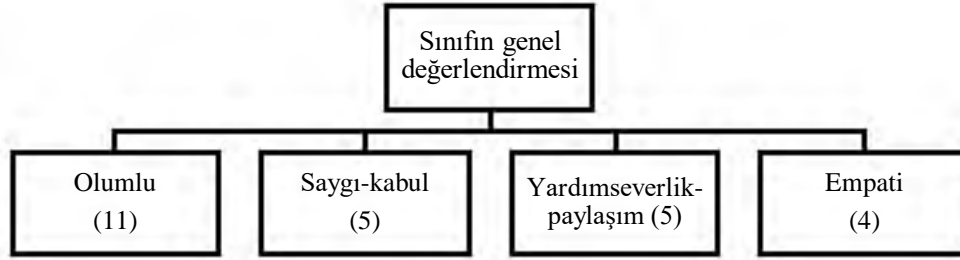 Sınıfın genel
değerlendirmesi
Olumlu
(11)
Saygı-kabul
(5)
Yardımseverlik-
paylaşım (5)
Empati
(4)